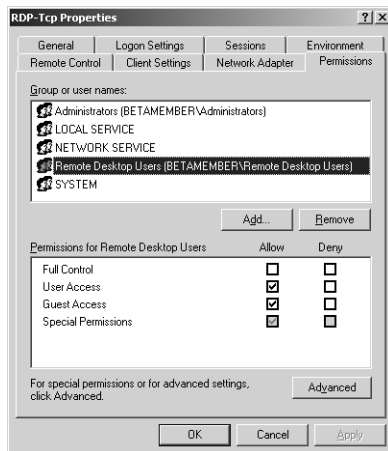 RDP-Tcp Properties ? x
General Logon Settings Sessions Environment
Remote Control Client Settings Network Adapter Permissions
Group or user names:
Administrators (BETAMEMBER\Administrators)
LOCAL SERVICE
NETWORK SERVICE
Remote Desktop Users (BETAMEMBER\Remote Desktop Users)
SYSTEM
Add... Remove
Permissions for Remote Desktop Users Allow Deny
Full Control
User Access
Guest Access
Special Permissions
For special permissions or for advanced settings,
click Advanced. Advanced
OK Cancel Apply